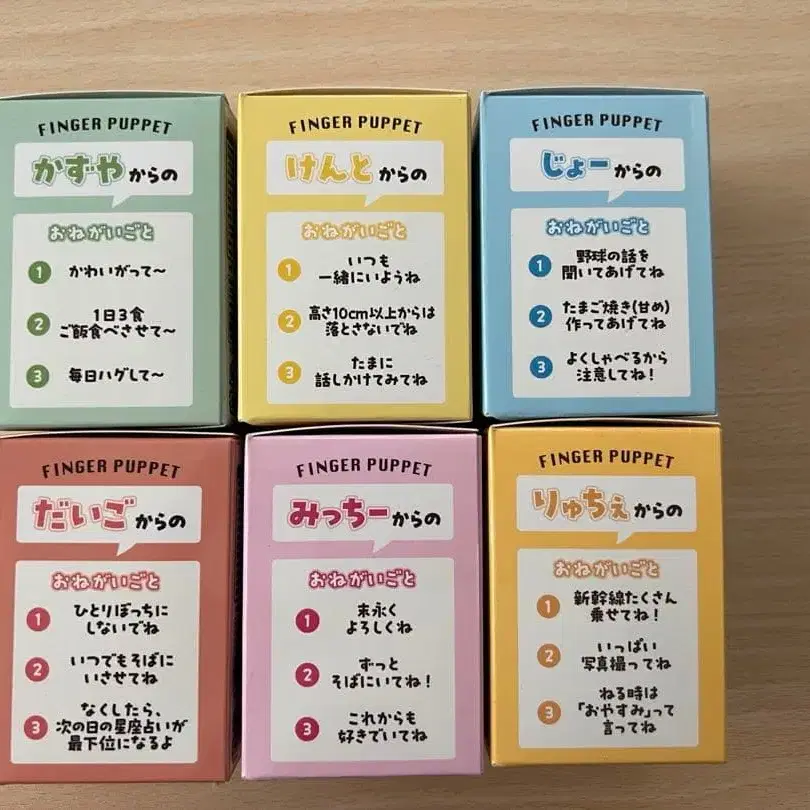 FINGER PUPPET
かずやからの
おねがいごと
1 かわいがって～
2 1日3食
ご飯食べさせて～
3 毎日ハグして～
FINGER PUPPET
けんとからの
おねがいごと
1 いつも
一緒にいようね
2 高さ10cm以上からは
落とさないでね
3 たまに
話しかけてみてね
FINGER PUPPET
じょーからの
おねがいごと
1 野球の話を
聞いてあげてね
2 たまご焼き(甘め)
作ってあげてね
3 よくしゃべるから
注意してね!
FINGER PUPPET
だいごからの
おねがいごと
1 ひとりぼっちに
しないでね
2 いつでもそばに
いさせてね
3 なくしたら、
次の日の星座占いが
最下位になるよ
FINGER PUPPET
みっちーからの
おねがいごと
1 末永く
よろしくね
2 ずっと
そばにいてね!
3 これからも
好きでいてね
FINGER PUPPET
りゅちぇからの
おねがいごと
1 新幹線たくさん
乗せてね!
2 いっぱい
写真撮ってね
3 ねる時は
「おやすみ」って
言ってね